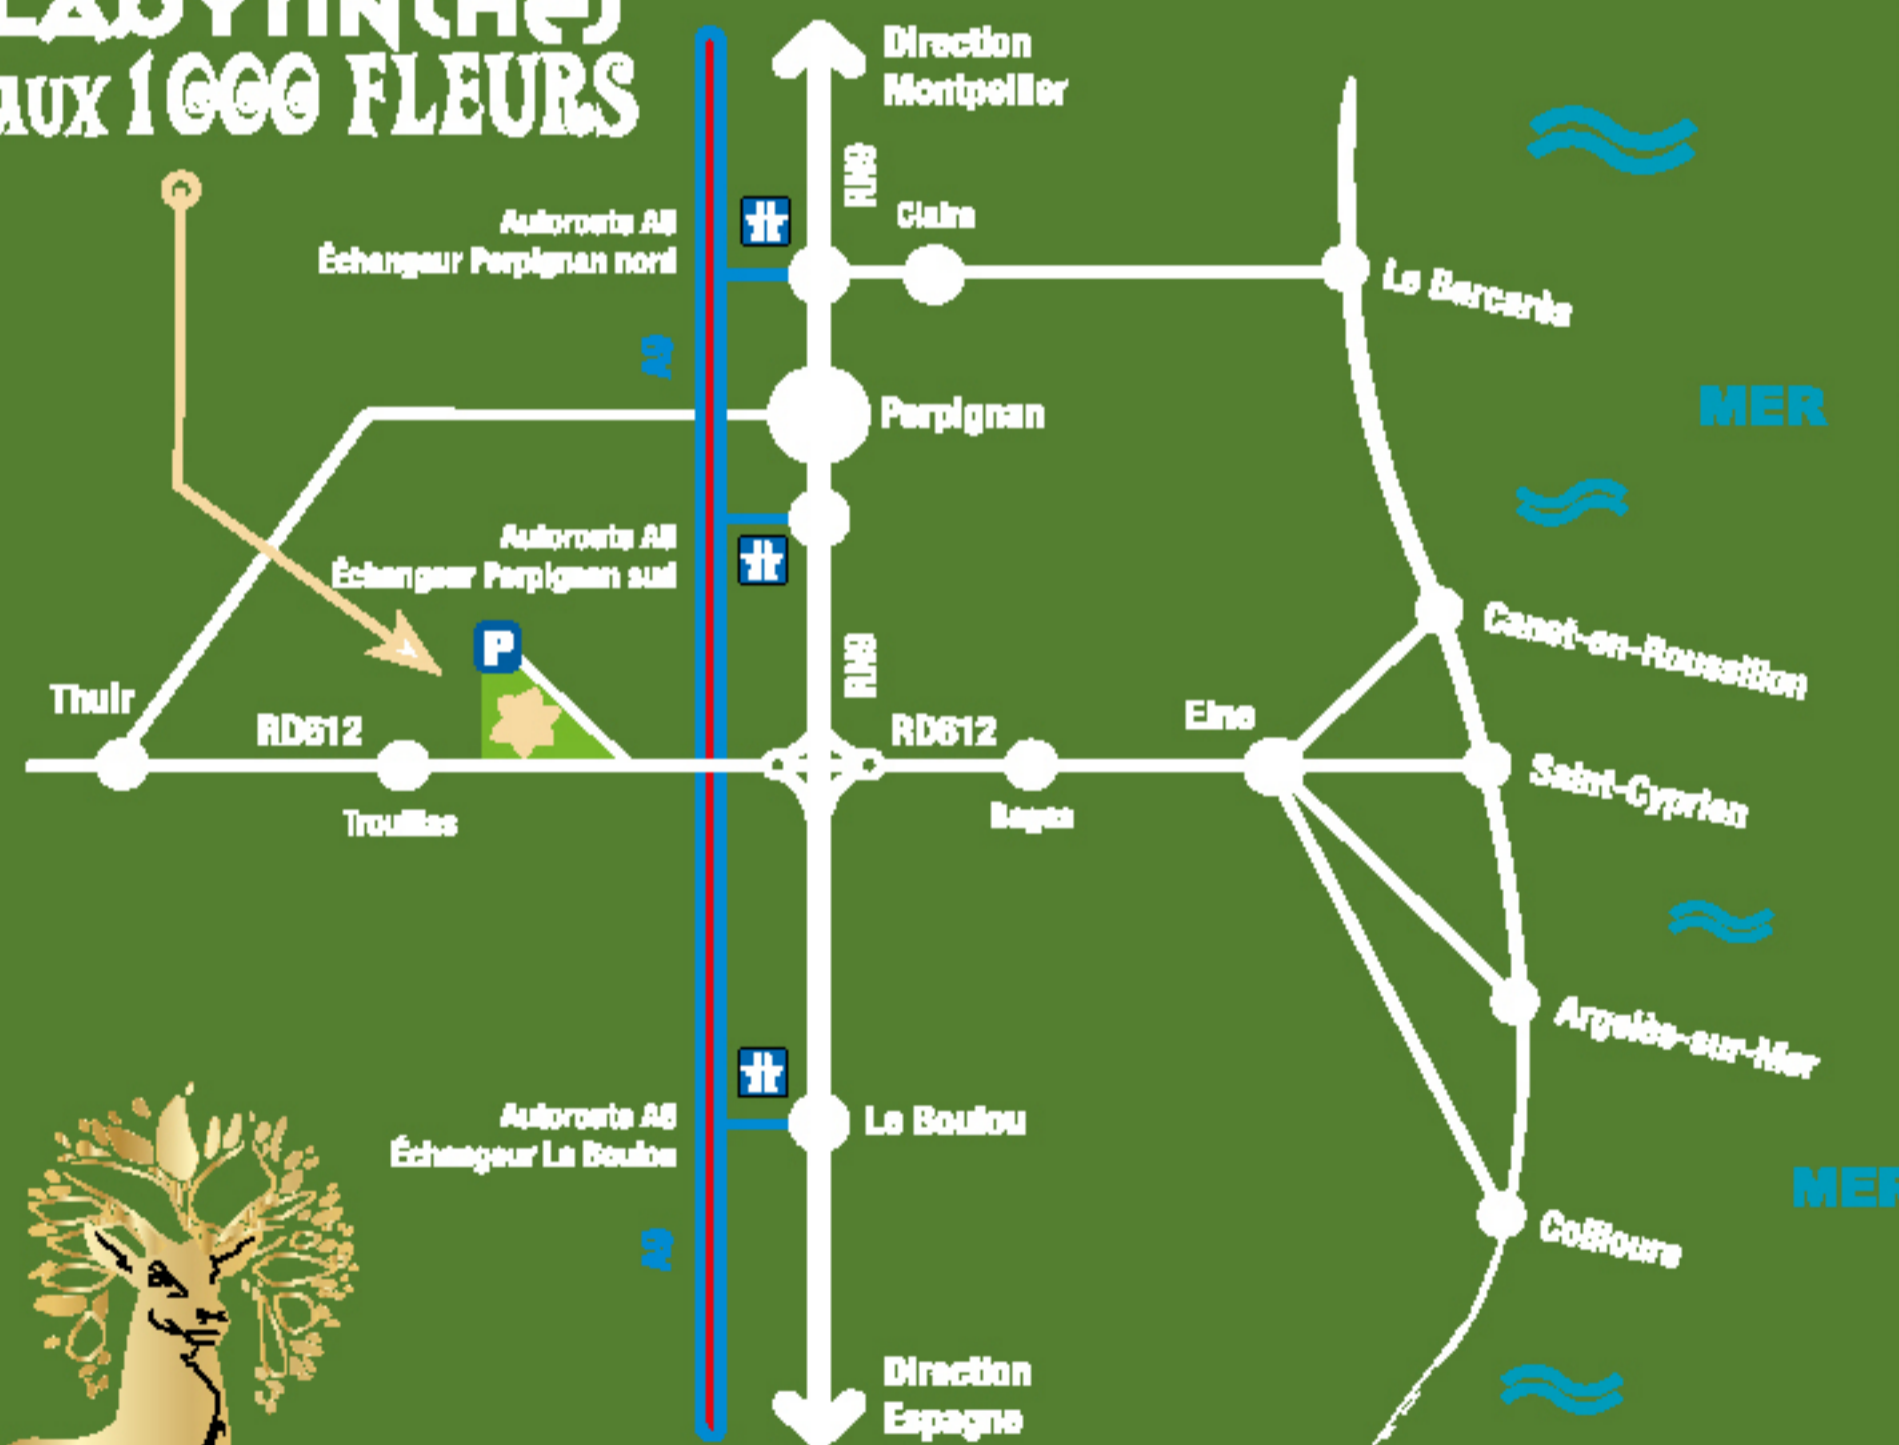 AUX 1000 FLEURS
Direction
Montpellier
RN9
Autoroute A9
Échangeur Perpignan nord
Claira
Le Barcarès
A9
MER
Perpignan
Autoroute A9
Échangeur Perpignan sud
P
RN9
Canet-en-Roussillon
Thuir
RD612
RD612
Elne
Saint-Cyprien
Trouillas
Bages
Argelès-sur-Mer
Autoroute A9
Échangeur Le Boulou
Le Boulou
MER
A9
Collioure
Direction
Espagne